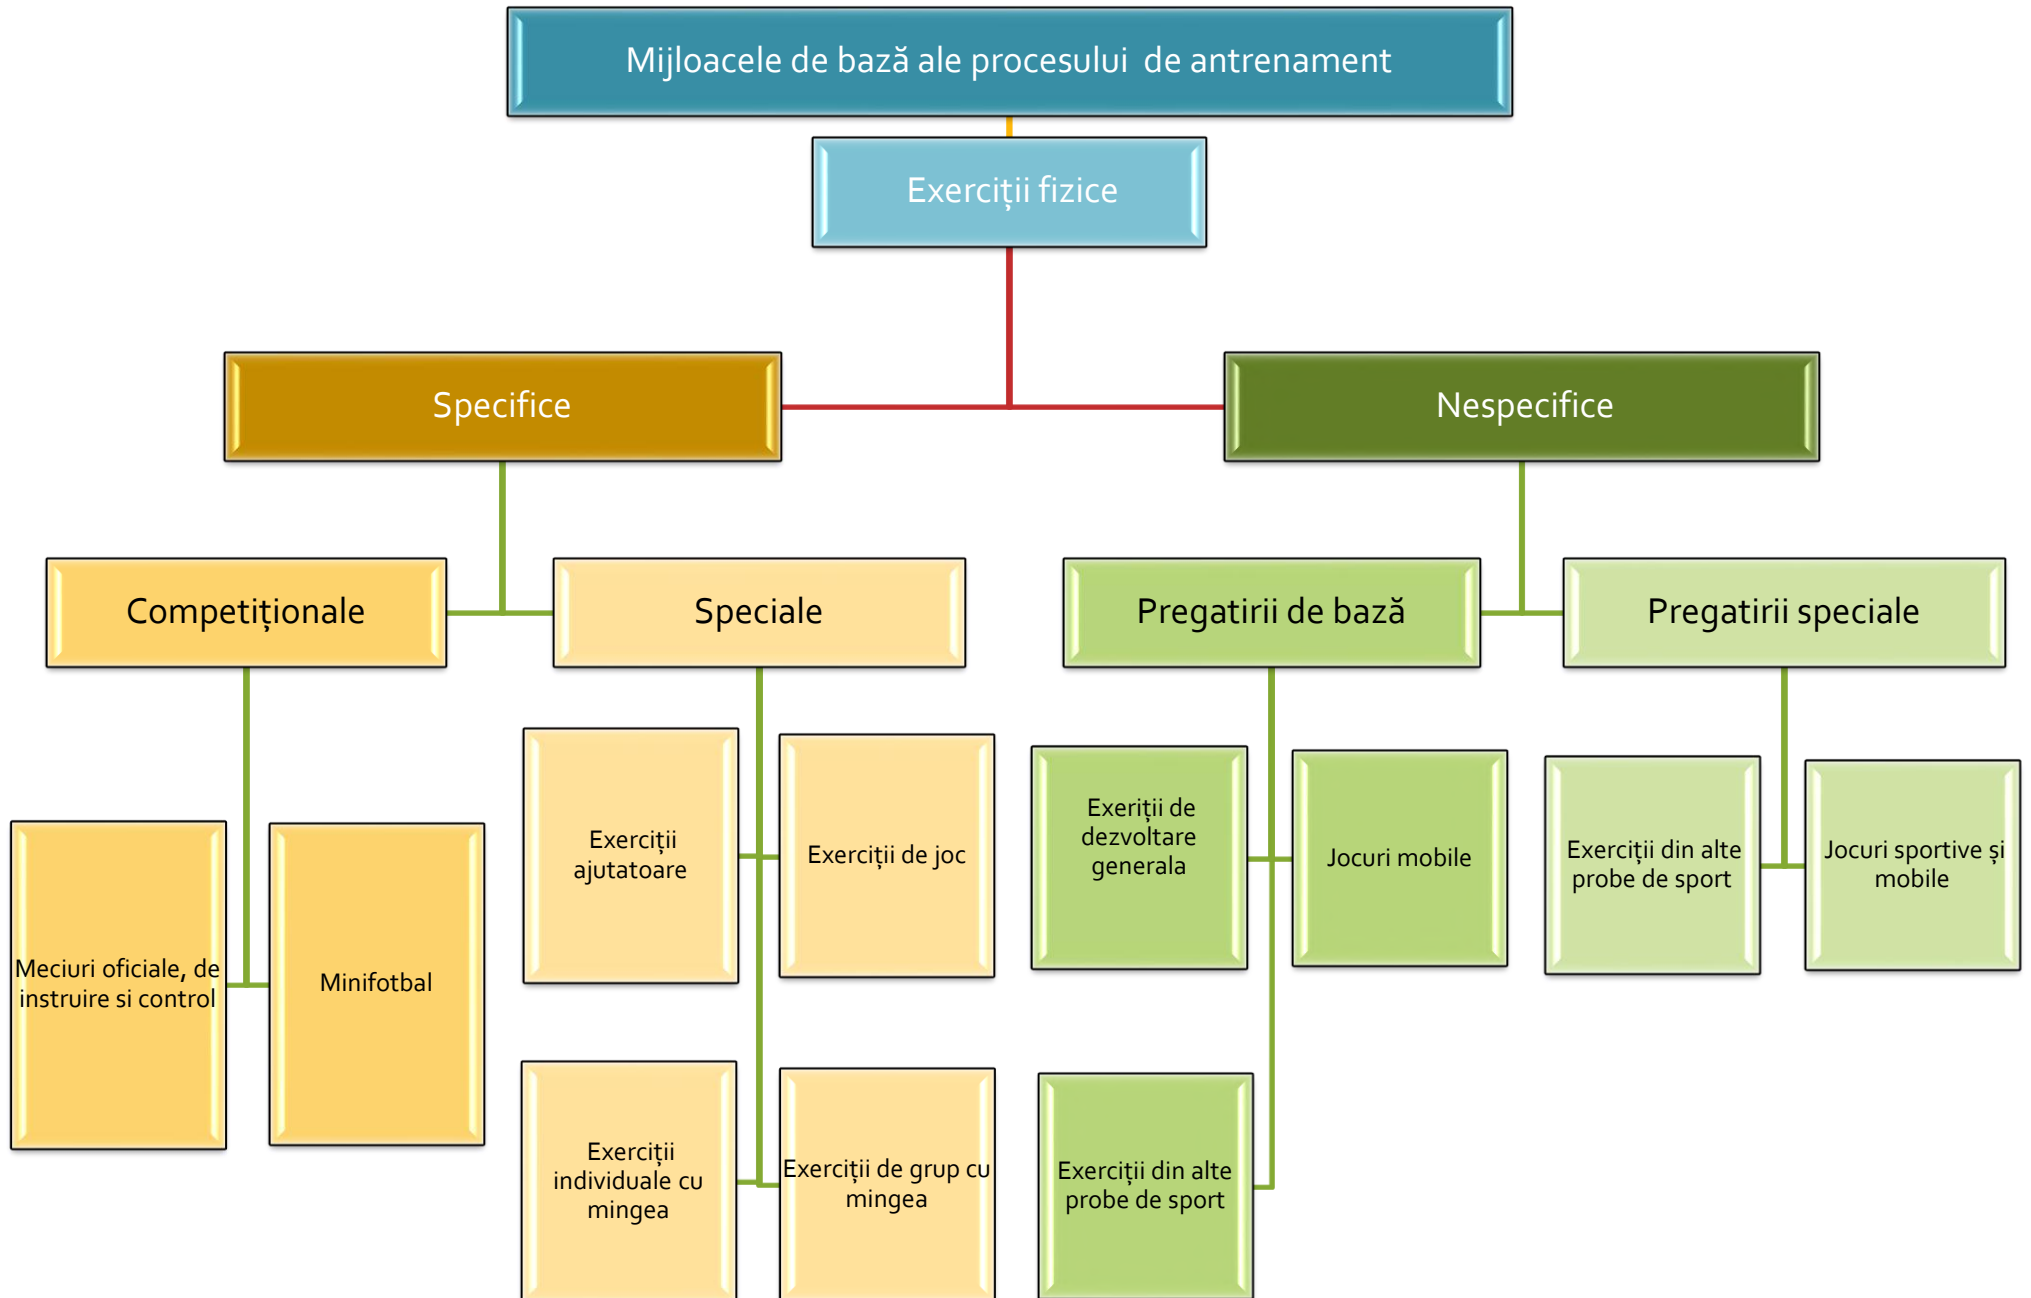 Mijloacele de bază ale procesului de antrenament
Exerciții fizice
Specifice
Nespecifice
Competiționale
Speciale
Pregatirii de bază
Pregatirii speciale
Meciuri oficiale, de
instruire si control
Minifotbal
Exerciții
ajutatoare
Exerciții de joc
Exerciții
individuale cu
mingea
Exerciții de grup cu
mingea
Exeriții de
dezvoltare
generala
Jocuri mobile
Exerciții din alte
probe de sport
Exerciții din alte
probe de sport
Jocuri sportive și
mobile